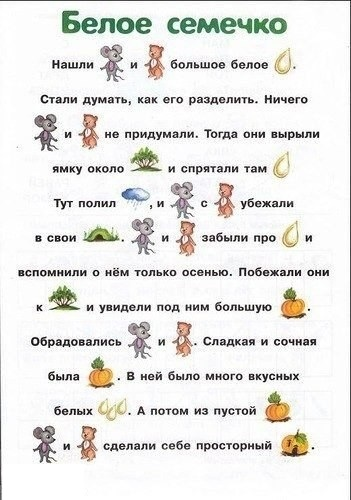 Белое семечко
Нашли и большое белое .
Стали думать, как его разделить. Ничего
и не придумали. Тогда они вырыли
ямку около и спрятали там
Тут полил , и с убежали
в свои . и забыли про и
вспомнили о нём только осенью. Побежали они
к и увидели под ним большую .
Обрадовались и . Сладкая и сочная
была . В ней было много вкусных
белых . А потом из пустой
и сделали себе просторный .